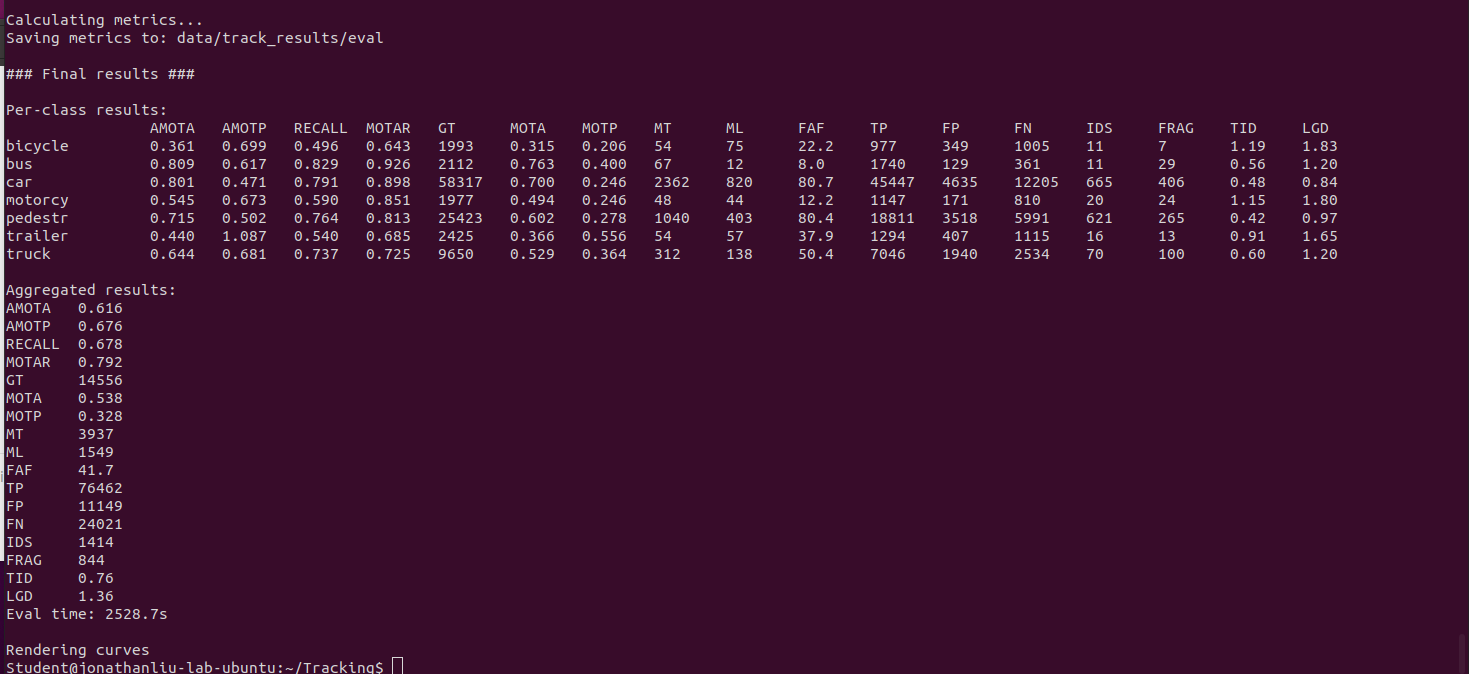 Calculating metrics...
Saving metrics to: data/track_results/eval
### Final results ###
Per-class results:
AMOTA AMOTP RECALL MOTAR GT MOTA MOTP MT ML FAF TP FP FN IDS FRAG TID LGD
bicycle 0.361 0.699 0.496 0.643 1993 0.315 0.206 54 75 22.2 977 349 1005 11 7 1.19 1.83
bus 0.809 0.617 0.829 0.926 2112 0.763 0.400 67 12 8.0 1740 129 361 11 29 0.56 1.20
car 0.801 0.471 0.791 0.898 58317 0.700 0.246 2362 820 80.7 45447 4635 12205 665 406 0.48 0.84
motorcy 0.545 0.673 0.590 0.851 1977 0.494 0.246 48 44 12.2 1147 171 810 20 24 1.15 1.80
pedestr 0.715 0.502 0.764 0.813 25423 0.602 0.278 1040 403 80.4 18811 3518 5991 621 265 0.42 0.97
trailer 0.440 1.087 0.540 0.685 2425 0.366 0.556 54 57 37.9 1294 407 1115 16 13 0.91 1.65
truck 0.644 0.681 0.737 0.725 9650 0.529 0.364 312 138 50.4 7046 1940 2534 70 100 0.60 1.20
Aggregated results:
AMOTA 0.616
AMOTP 0.676
RECALL 0.678
MOTAR 0.792
GT 14556
MOTA 0.538
MOTP 0.328
MT 3937
ML 1549
FAF 41.7
TP 76462
FP 11149
FN 24021
IDS 1414
FRAG 844
TID 0.76
LGD 1.36
Eval time: 2528.7s
Rendering curves
Student@jonathanliu-lab-ubuntu:~/Tracking$